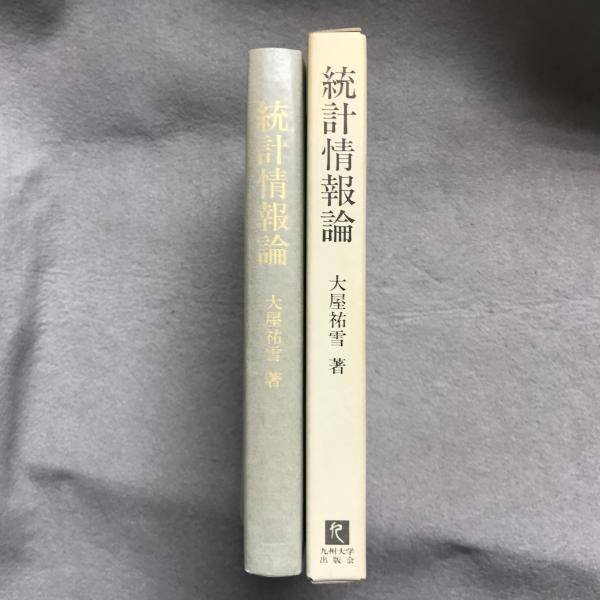 統計情報論
大屋祐雪 著
統計情報論
大屋祐雪 著
九州大学
出版会